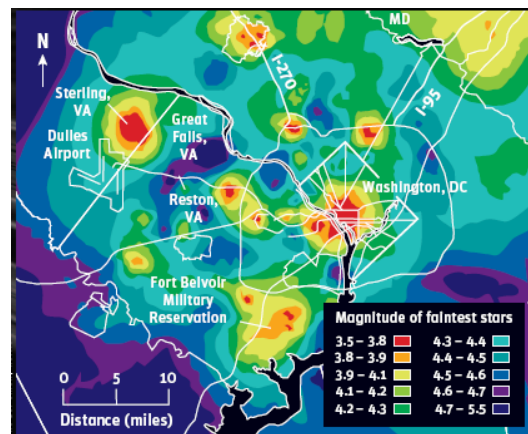 MD
N
I-270
I-95
Sterling,
VA
Great
Falls,
VA
Dulles
Airport
Washington, DC
Reston,
VA
Fort Belvoir
Military
Reservation
Magnitude of faintest stars
3.5 – 3.8 4.3 – 4.4
3.8 – 3.9 4.4 – 4.5
3.9 – 4.1 4.5 – 4.6
4.1 – 4.2 4.6 – 4.7
4.2 – 4.3 4.7 – 5.5
0 5 10
Distance (miles)